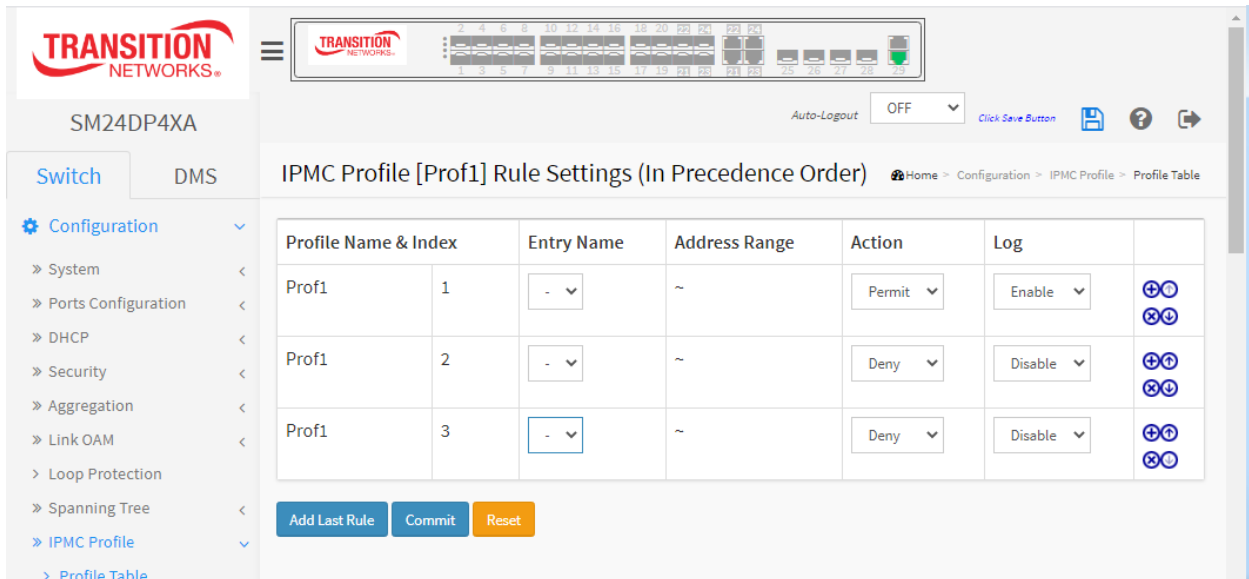 TRANSITION
NETWORKS®
TRANSITION
NETWORKS®
2 4 6 8 10 12 14 16 18 20 22 24 22 24
1 3 5 7 9 11 13 15 17 19 21 23 21 23 25 26 27 28 29
SM24DP4XA
Auto-Logout OFF Click Save Button
Switch DMS
IPMC Profile [Prof1] Rule Settings (In Precedence Order)
Home > Configuration > IPMC Profile > Profile Table
Configuration
» System
» Ports Configuration
» DHCP
» Security
» Aggregation
» Link OAM
> Loop Protection
» Spanning Tree
» IPMC Profile
> Profile Table
Profile Name & Index Entry Name Address Range Action Log
Prof1 1 - ~ Permit Enable
Prof1 2 - ~ Deny Disable
Prof1 3 - ~ Deny Disable
Add Last Rule Commit Reset